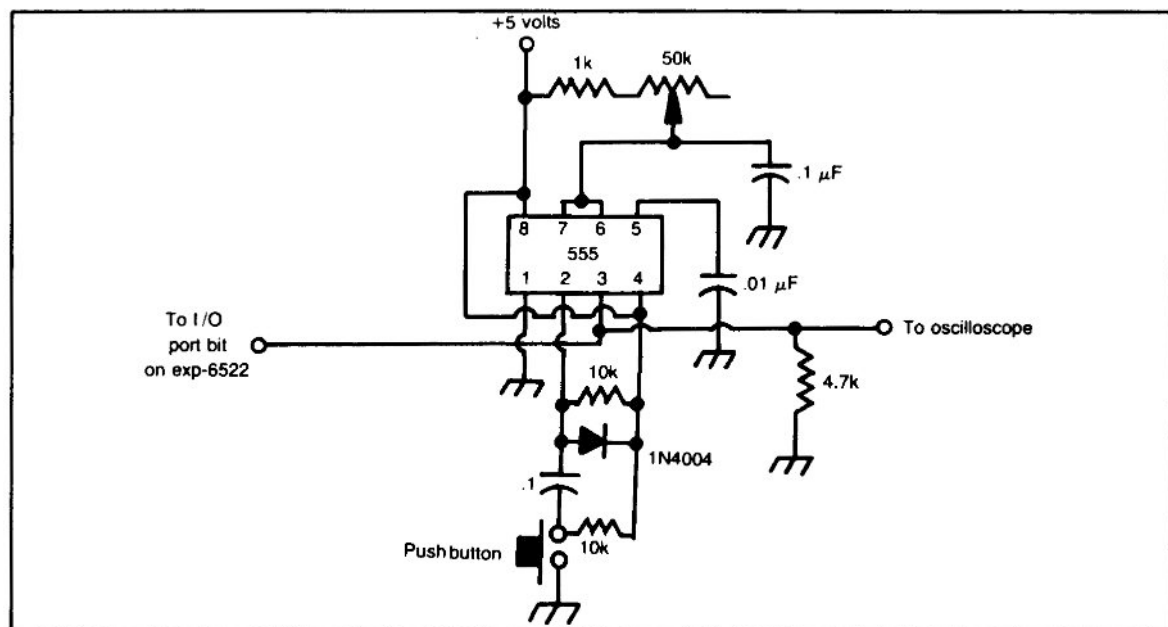 +5 volts
1k
50k
.1 µF
8
7
6
5
555
1
2
3
4
.01 µF
To I/O
port bit
on exp-6522
To oscilloscope
10k
4.7k
1N4004
.1
10k
Push button